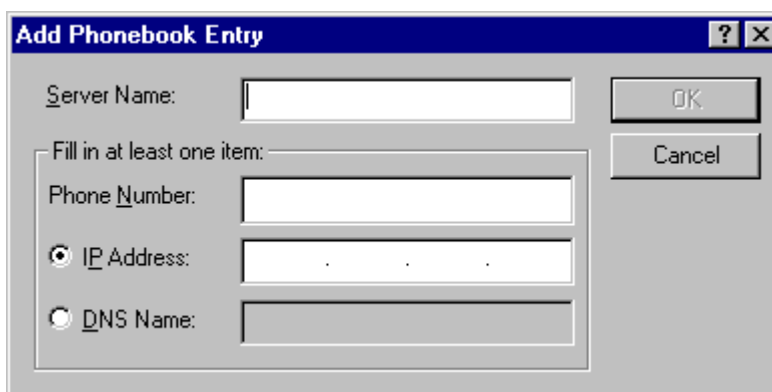 Add Phonebook Entry
Server Name:
OK
Fill in at least one item:
Cancel
Phone Number:
IP Address: . . .
DNS Name: